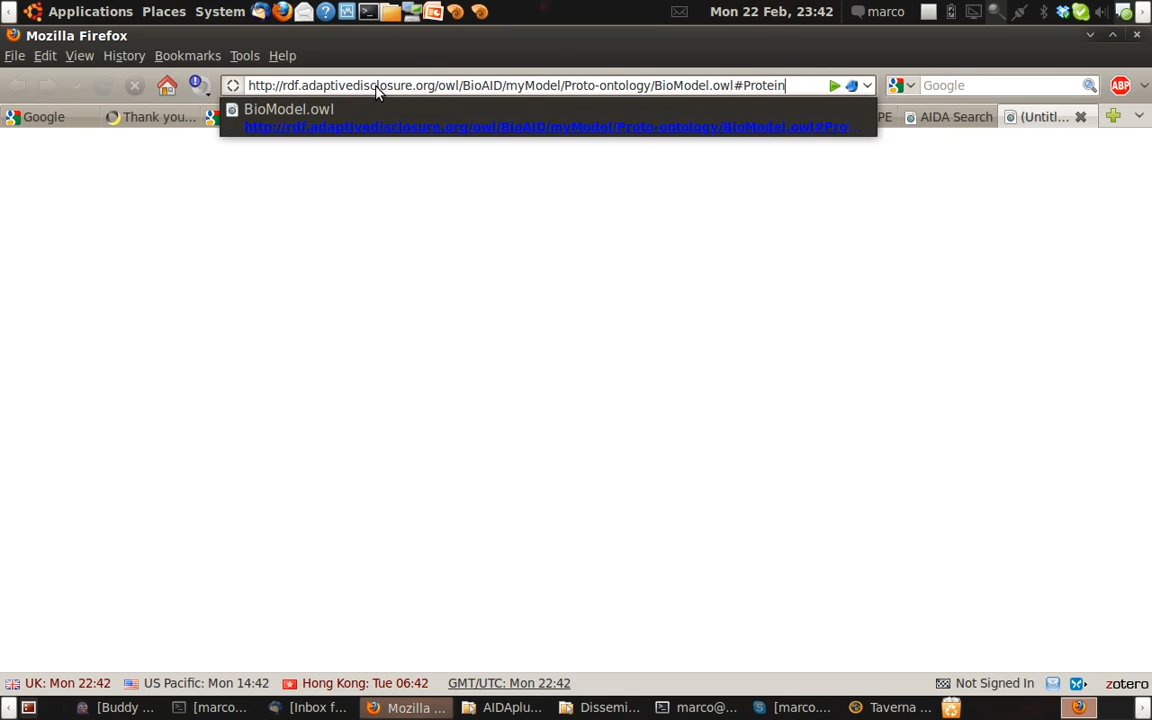 Applications Places System Mon 22 Feb, 23:42 marco
Mozilla Firefox
File Edit View History Bookmarks Tools Help
http://rdf.adaptivedisclosure.org/owl/BioAID/myModel/Proto-ontology/BioModel.owl#Protein Google ABP
BioModel.owl
http://rdf.adaptivedisclosure.org/owl/BioAID/myModel/Proto-ontology/BioModel.owl#Pro
Google Thank you... PE AIDA Search (Untitl...
UK: Mon 22:42 US Pacific: Mon 14:42 Hong Kong: Tue 06:42 GMT/UTC: Mon 22:42 Not Signed In zotero
[Buddy ... [marco... [Inbox f... Mozilla ... AIDAplu... Dissemi... marco@... [marco.... Taverna ...